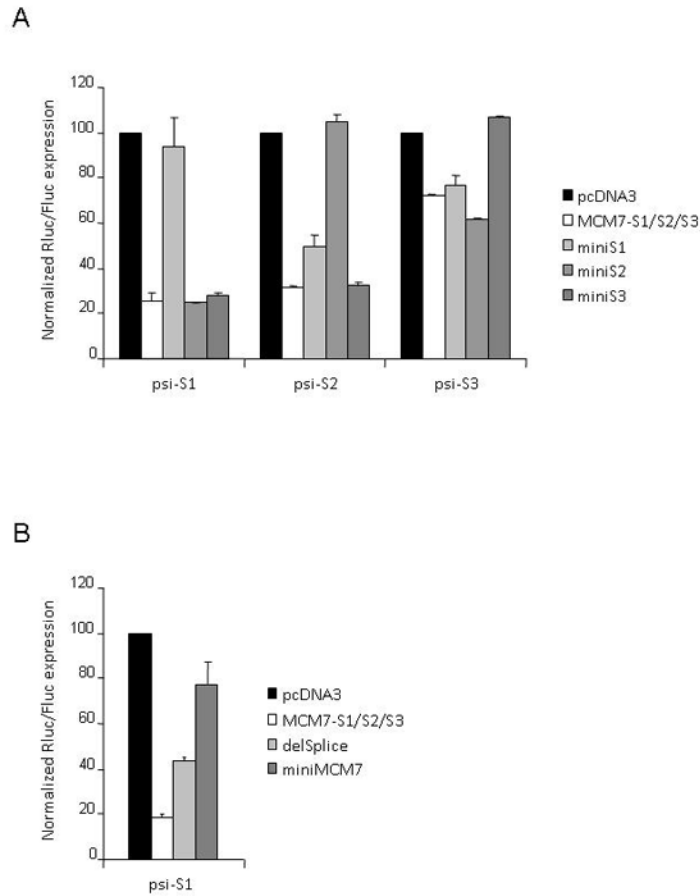 A
Normalized Rluc/Fluc expression
120
100
80
60
40
20
0
psi-S1
psi-S2
psi-S3
pcDNA3
MCM7-S1/S2/S3
miniS1
miniS2
miniS3
B
Normalized Rluc/Fluc expression
120
100
80
60
40
20
0
psi-S1
pcDNA3
MCM7-S1/S2/S3
delSplice
miniMCM7